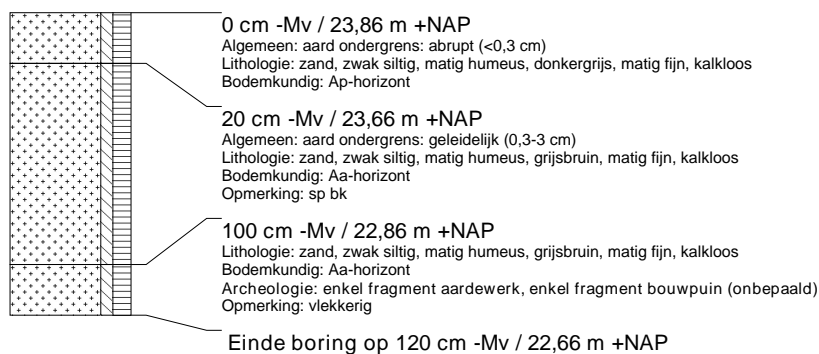 0 cm -Mv / 23,86 m +NAP
Algemeen: aard ondergrens: abrupt (<0,3 cm)
Lithologie: zand, zwak siltig, matig humeus, donkergrijs, matig fijn, kalkloos
Bodemkundig: Ap-horizont
20 cm -Mv / 23,66 m +NAP
Algemeen: aard ondergrens: geleidelijk (0,3-3 cm)
Lithologie: zand, zwak siltig, matig humeus, grijsbruin, matig fijn, kalkloos
Bodemkundig: Aa-horizont
Opmerking: sp bk
100 cm -Mv / 22,86 m +NAP
Lithologie: zand, zwak siltig, matig humeus, grijsbruin, matig fijn, kalkloos
Bodemkundig: Aa-horizont
Archeologie: enkel fragment aardewerk, enkel fragment bouwpuin (onbepaald)
Opmerking: vlekkerig
Einde boring op 120 cm -Mv / 22,66 m +NAP